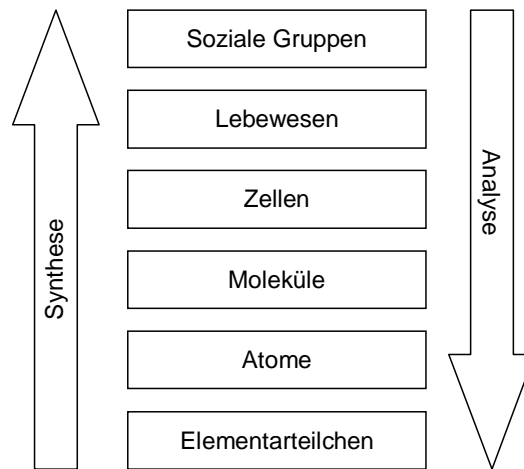 Soziale Gruppen
Lebewesen
Zellen
Moleküle
Atome
Elementarteilchen
Synthese
Analyse